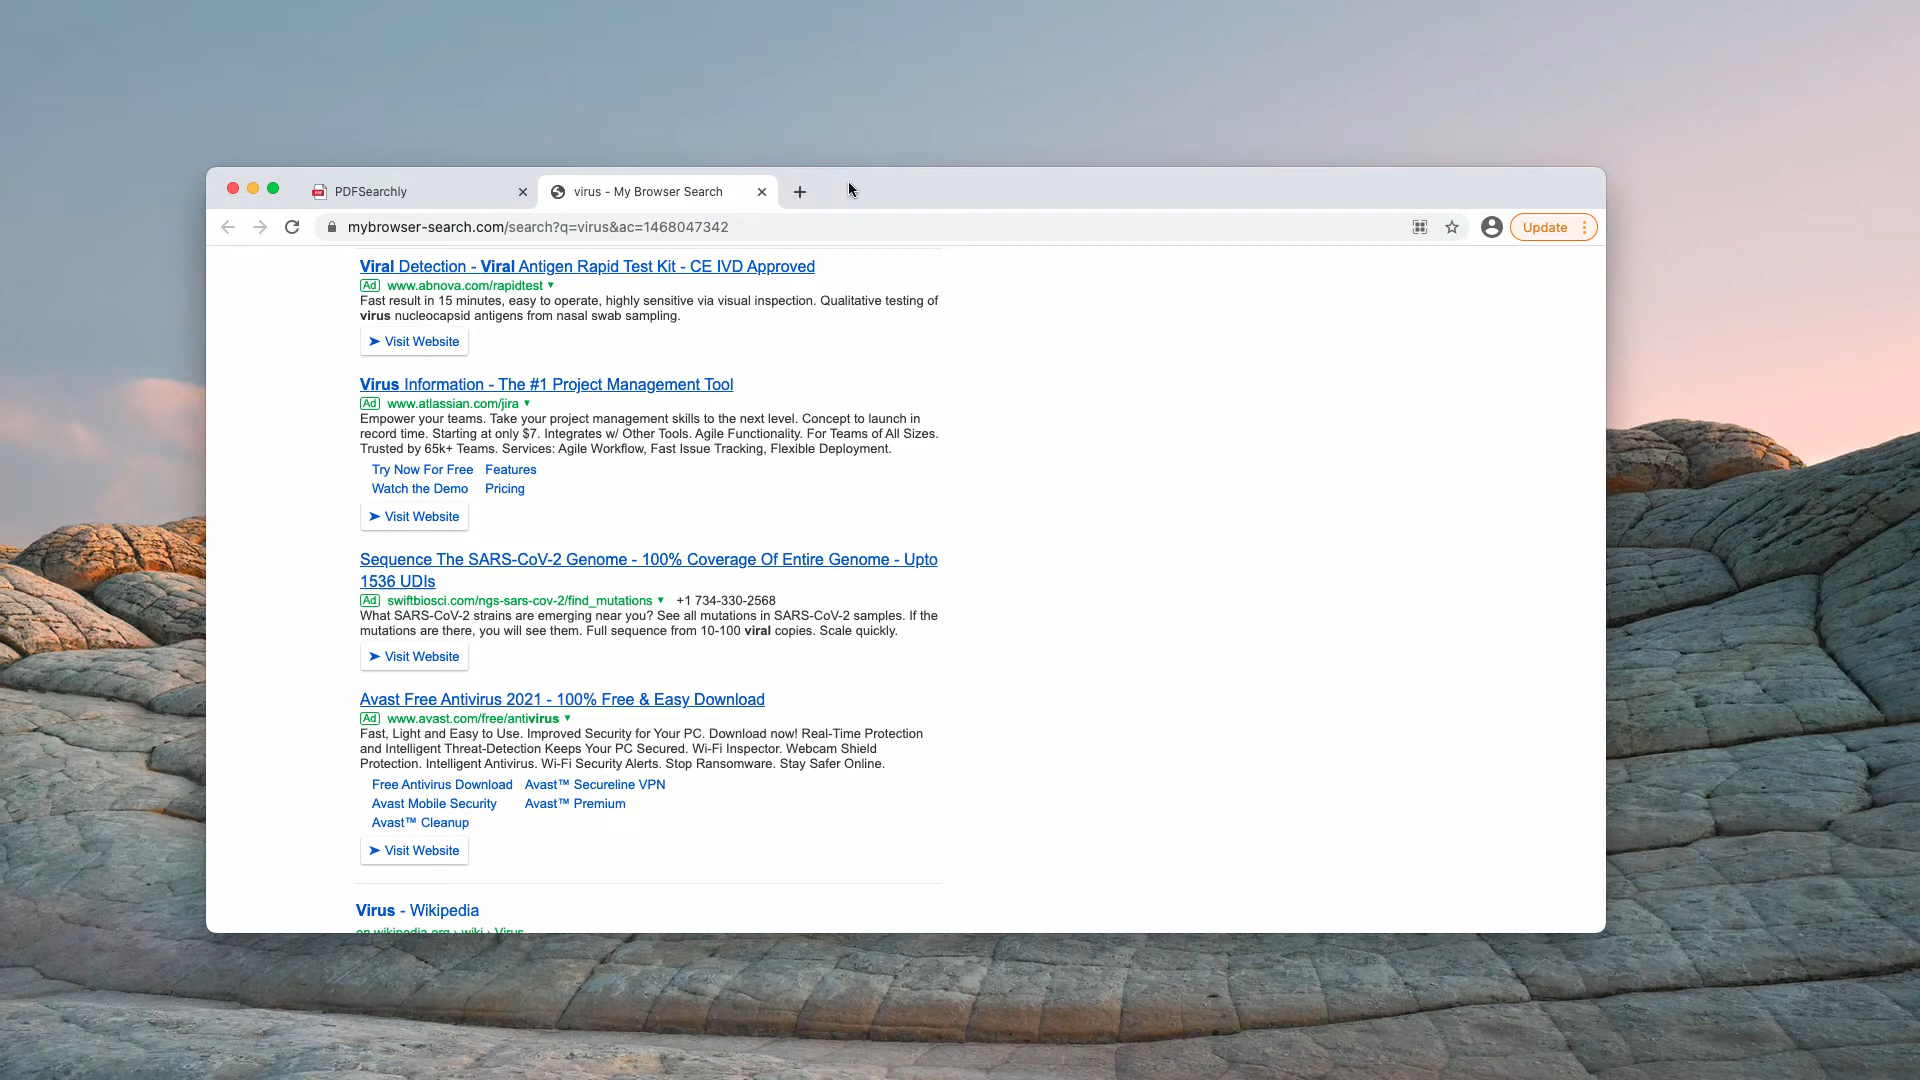 PDFSearchly
virus - My Browser Search
mybrowser-search.com/search?q=virus&ac=1468047342
Update
Viral Detection - Viral Antigen Rapid Test Kit - CE IVD Approved
Ad www.abnova.com/rapidtest
Fast result in 15 minutes, easy to operate, highly sensitive via visual inspection. Qualitative testing of
virus nucleocapsid antigens from nasal swab sampling.
Visit Website
Virus Information - The #1 Project Management Tool
Ad www.atlassian.com/jira
Empower your teams. Take your project management skills to the next level. Concept to launch in
record time. Starting at only $7. Integrates w/ Other Tools. Agile Functionality. For Teams of All Sizes.
Trusted by 65k+ Teams. Services: Agile Workflow, Fast Issue Tracking, Flexible Deployment.
Try Now For Free Features
Watch the Demo Pricing
Visit Website
Sequence The SARS-CoV-2 Genome - 100% Coverage Of Entire Genome - Upto
1536 UDIs
Ad swiftbiosci.com/ngs-sars-cov-2/find_mutations +1 734-330-2568
What SARS-CoV-2 strains are emerging near you? See all mutations in SARS-CoV-2 samples. If the
mutations are there, you will see them. Full sequence from 10-100 viral copies. Scale quickly.
Visit Website
Avast Free Antivirus 2021 - 100% Free & Easy Download
Ad www.avast.com/free/antivirus
Fast, Light and Easy to Use. Improved Security for Your PC. Download now! Real-Time Protection
and Intelligent Threat-Detection Keeps Your PC Secured. Wi-Fi Inspector. Webcam Shield
Protection. Intelligent Antivirus. Wi-Fi Security Alerts. Stop Ransomware. Stay Safer Online.
Free Antivirus Download Avast™ Secureline VPN
Avast Mobile Security Avast™ Premium
Avast™ Cleanup
Visit Website
Virus - Wikipedia
en.wikipedia.org › wiki › Virus